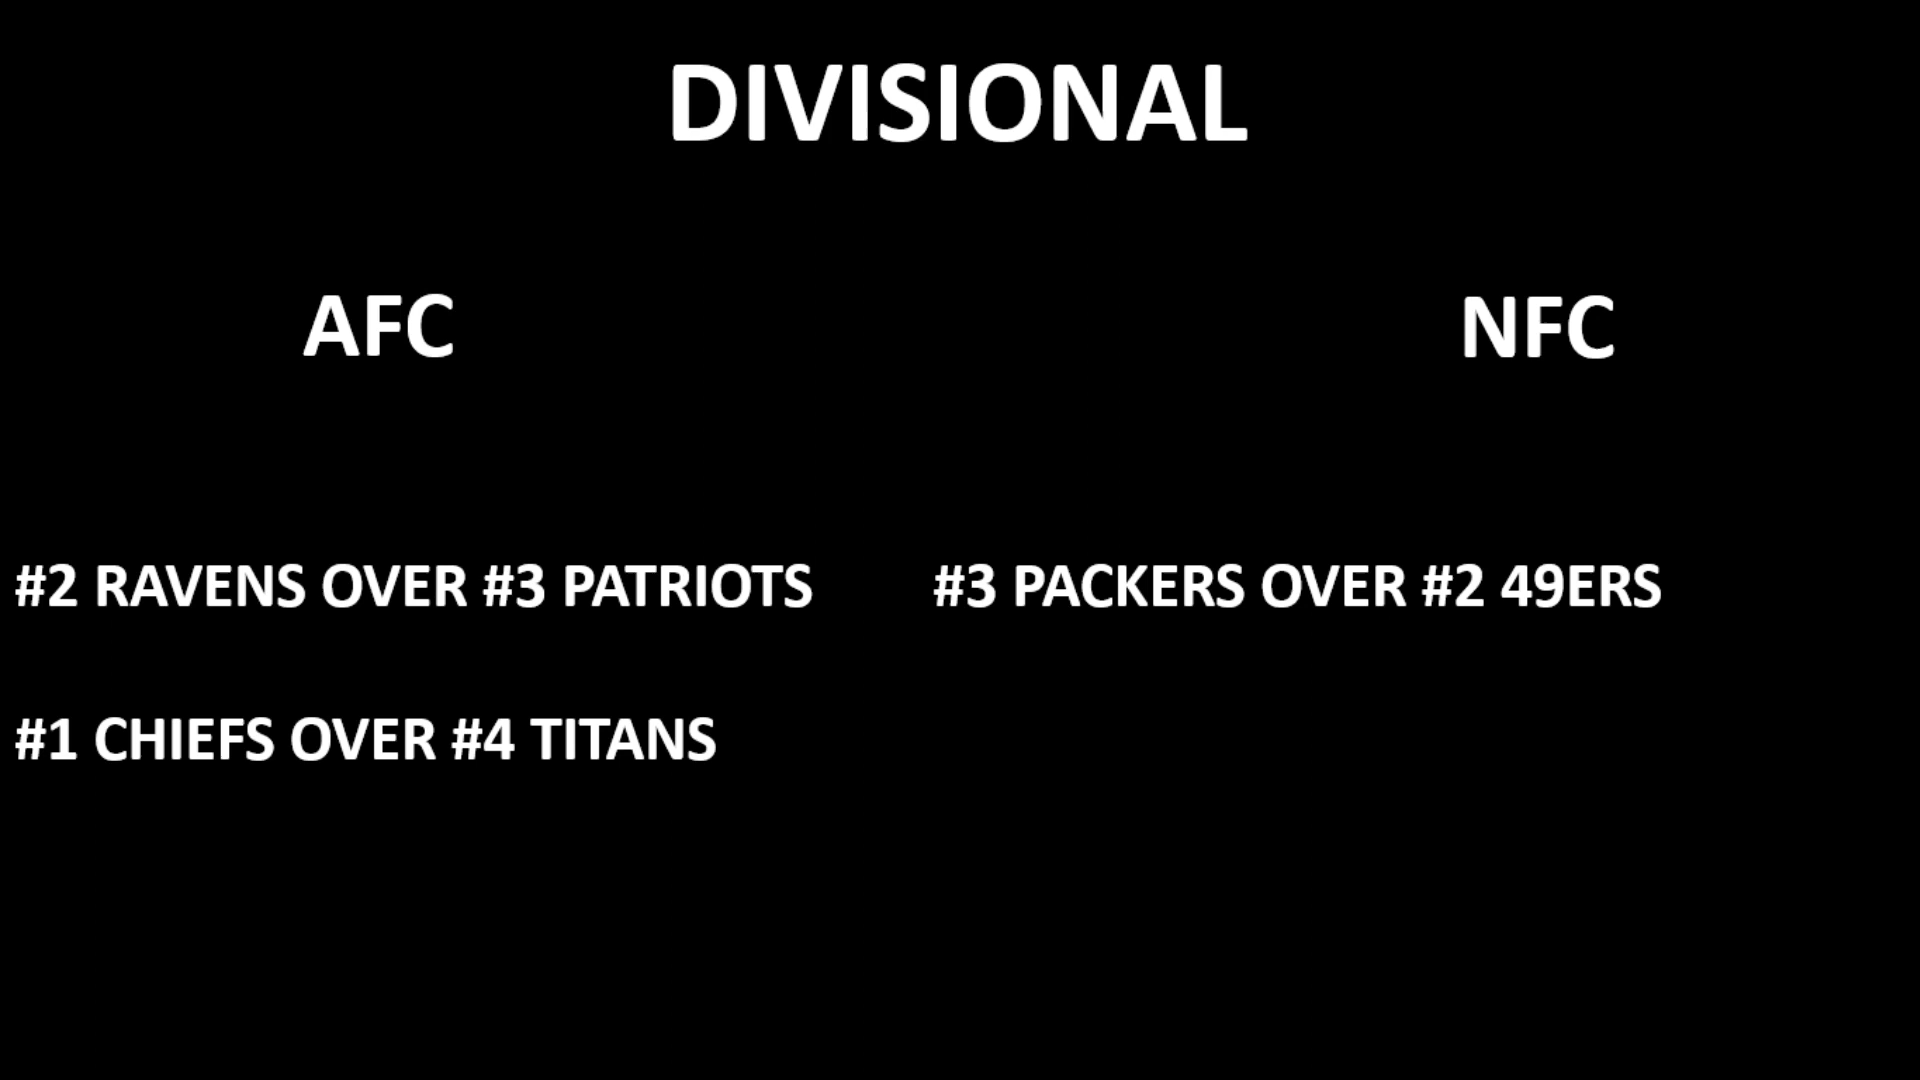 DIVISIONAL
AFC
NFC
#2 RAVENS OVER #3 PATRIOTS
#3 PACKERS OVER #2 49ERS
#1 CHIEFS OVER #4 TITANS